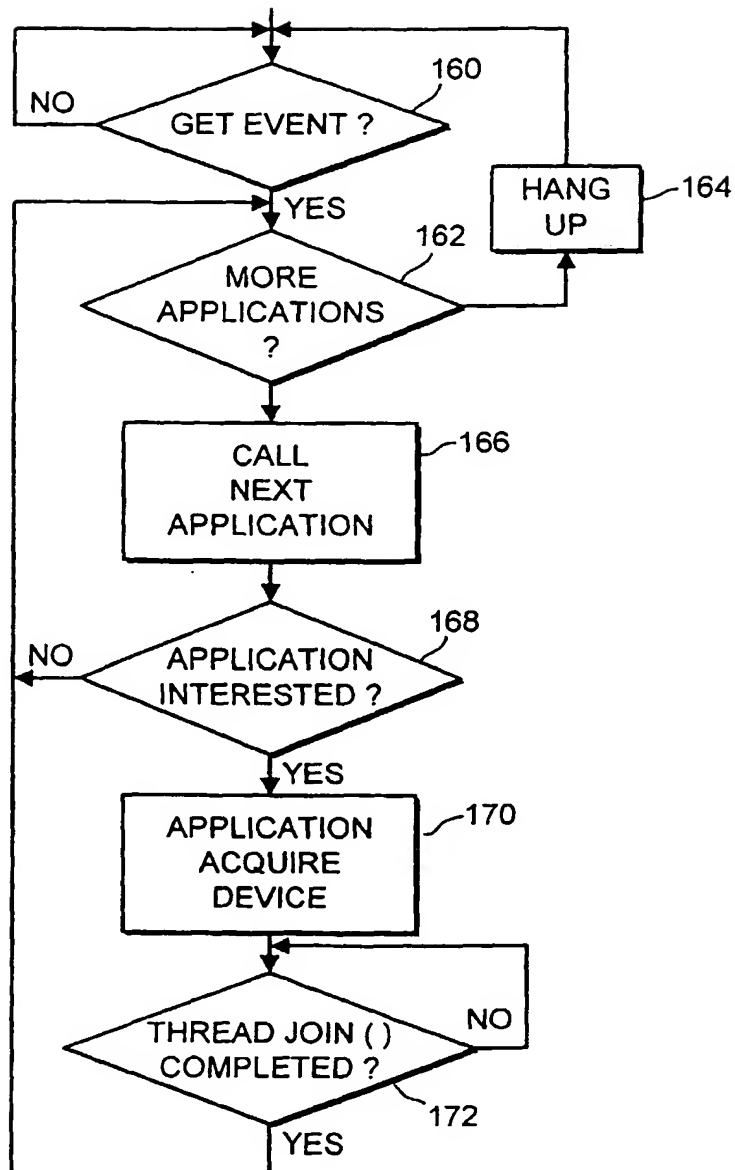 NO
GET EVENT ?
160
YES
HANG
UP
164
162
MORE
APPLICATIONS
?
166
CALL
NEXT
APPLICATION
168
NO
APPLICATION
INTERESTED ?
YES
170
APPLICATION
ACQUIRE
DEVICE
THREAD JOIN ( )
COMPLETED ?
NO
172
YES